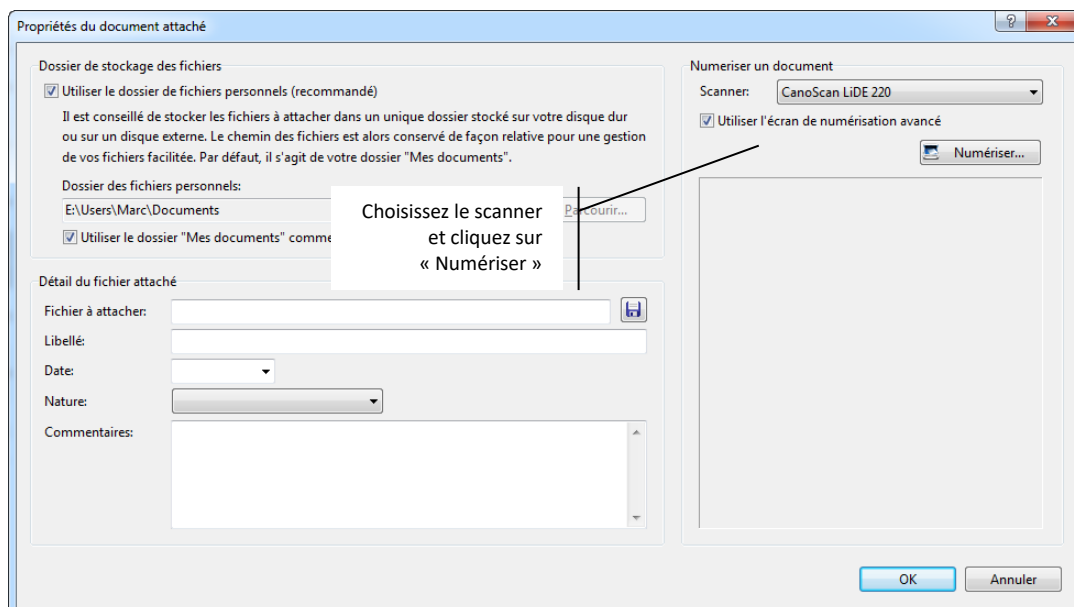 Propriétés du document attaché
Dossier de stockage des fichiers
Utiliser le dossier de fichiers personnels (recommandé)
Il est conseillé de stocker les fichiers à attacher dans un unique dossier stocké sur votre disque dur
ou sur un disque externe. Le chemin des fichiers est alors conservé de façon relative pour une gestion
de vos fichiers facilitée. Par défaut, il s'agit de votre dossier "Mes documents".
Dossier des fichiers personnels:
E:\Users\Marc\Documents
Parcourir...
Utiliser le dossier "Mes documents" comme
Choisissez le scanner
et cliquez sur
« Numériser »
Détail du fichier attaché
Fichier à attacher:
Libellé:
Date:
Nature:
Commentaires:
Numeriser un document
Scanner:
CanoScan LiDE 220
Utiliser l'écran de numérisation avancé
Numériser...
OK
Annuler